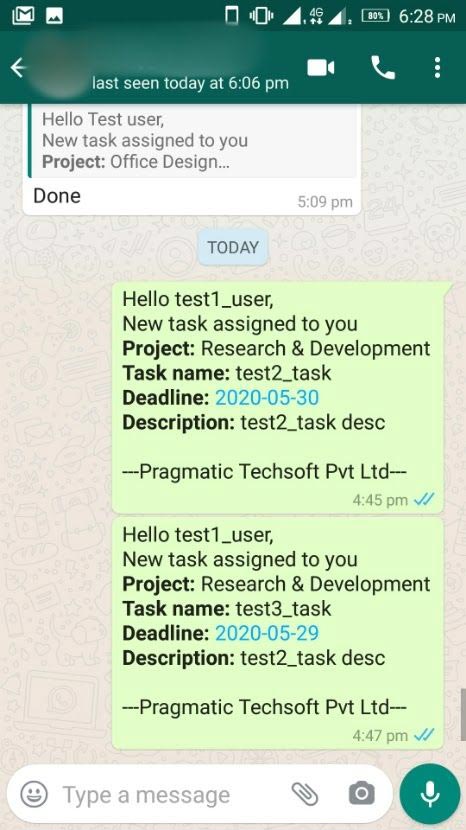 4G
80%
6:28 PM
last seen today at 6:06 pm
Hello Test user,
New task assigned to you
Project: Office Design...
Done
5:09 pm
TODAY
Hello test1_user,
New task assigned to you
Project: Research & Development
Task name: test2_task
Deadline: 2020-05-30
Description: test2_task desc
---Pragmatic Techsoft Pvt Ltd---
4:45 pm
Hello test1_user,
New task assigned to you
Project: Research & Development
Task name: test3_task
Deadline: 2020-05-29
Description: test2_task desc
---Pragmatic Techsoft Pvt Ltd---
4:47 pm
Type a message